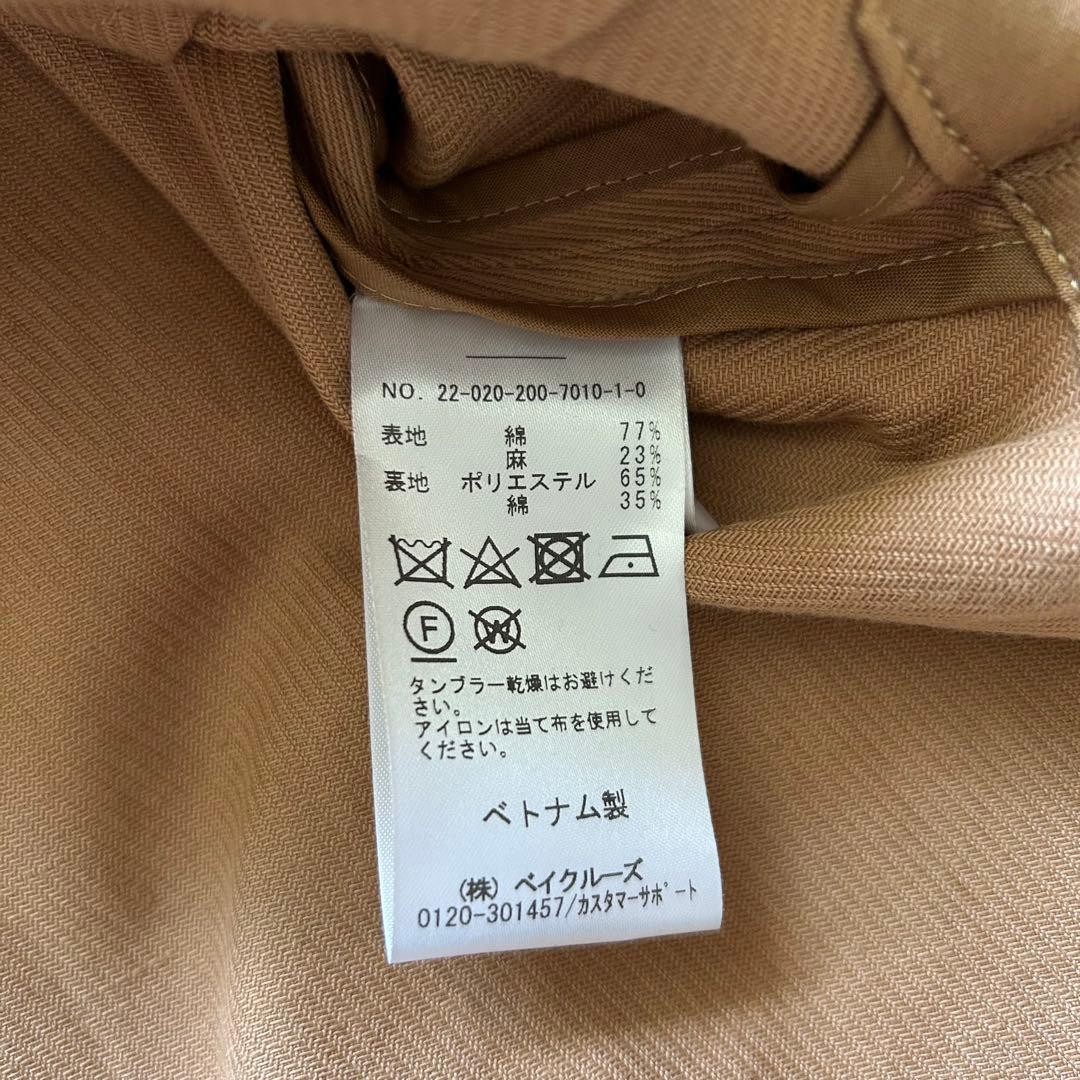 NO. 22-020-200-7010-1-0
表地 綿 77%
麻 23%
裏地 ポリエステル 65%
綿 35%
F W
タンブラー乾燥はお避けくだ
さい。
アイロンは当て布を使用して
ください。
ベトナム製
(株) ベイクルーズ
0120-301457/カスタマーサポート